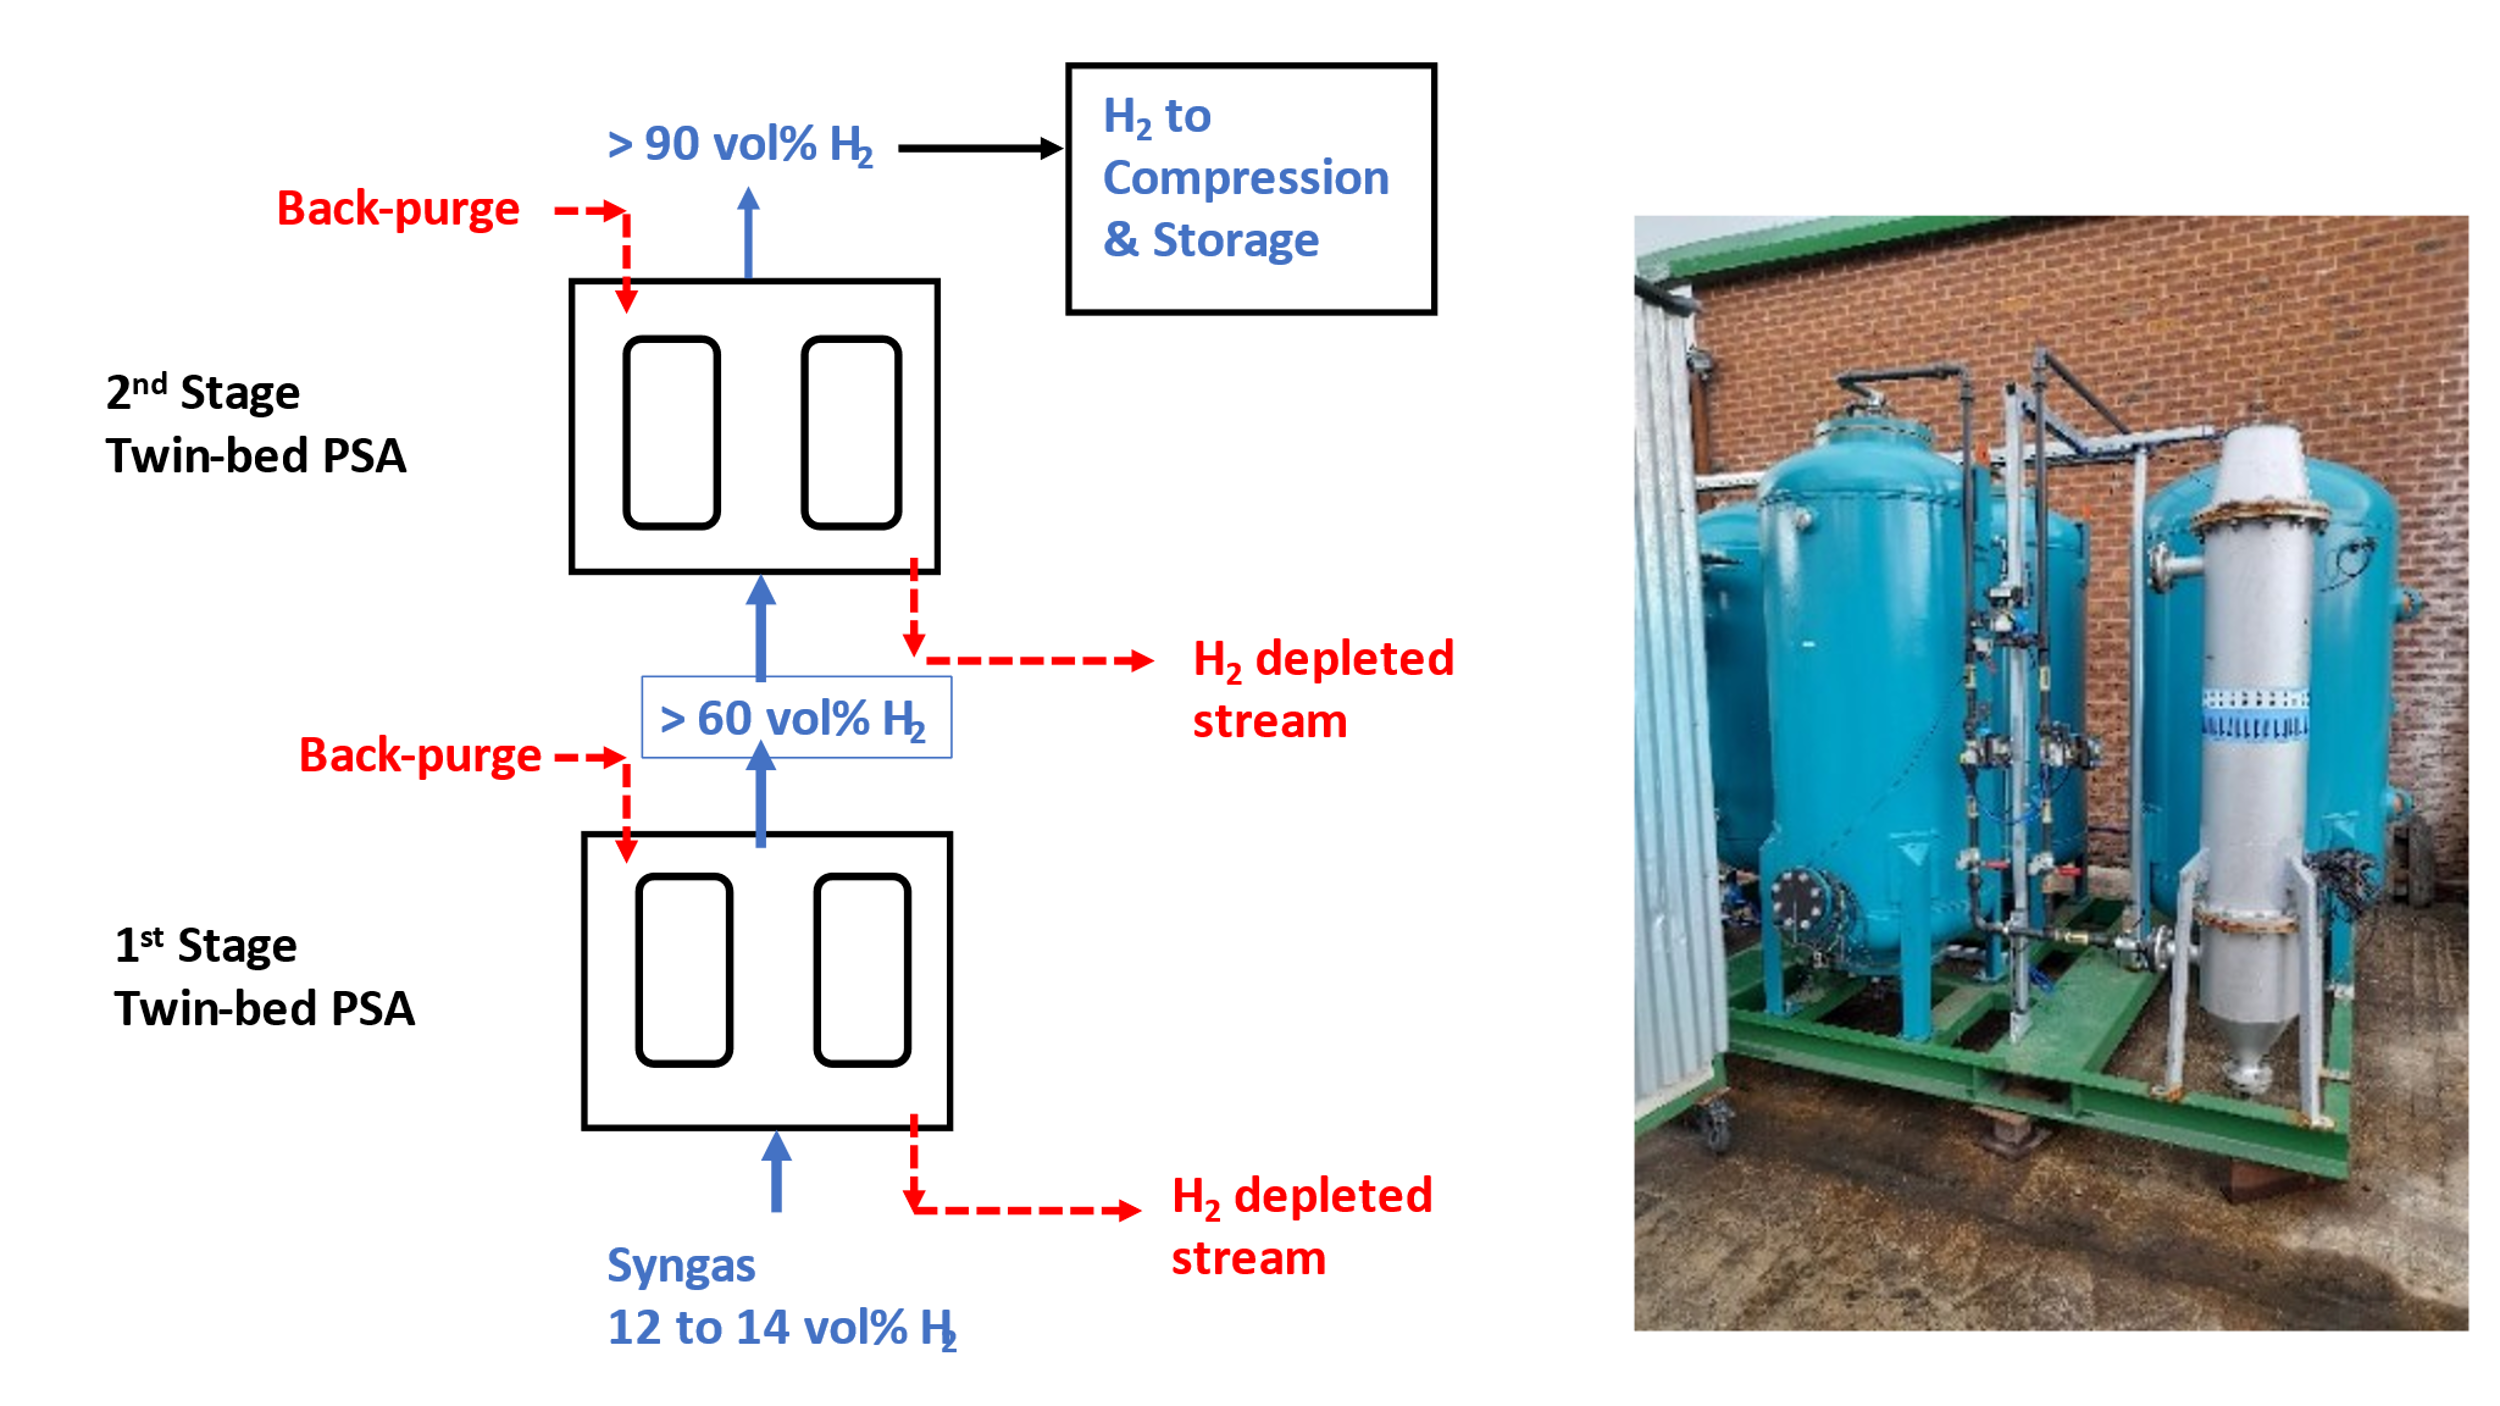 > 90 vol% H₂
H₂ to
Compression
& Storage
Back-purge
2nd Stage
Twin-bed PSA
H₂ depleted
stream
> 60 vol% H₂
Back-purge
1st Stage
Twin-bed PSA
H₂ depleted
stream
Syngas
12 to 14 vol% H₂